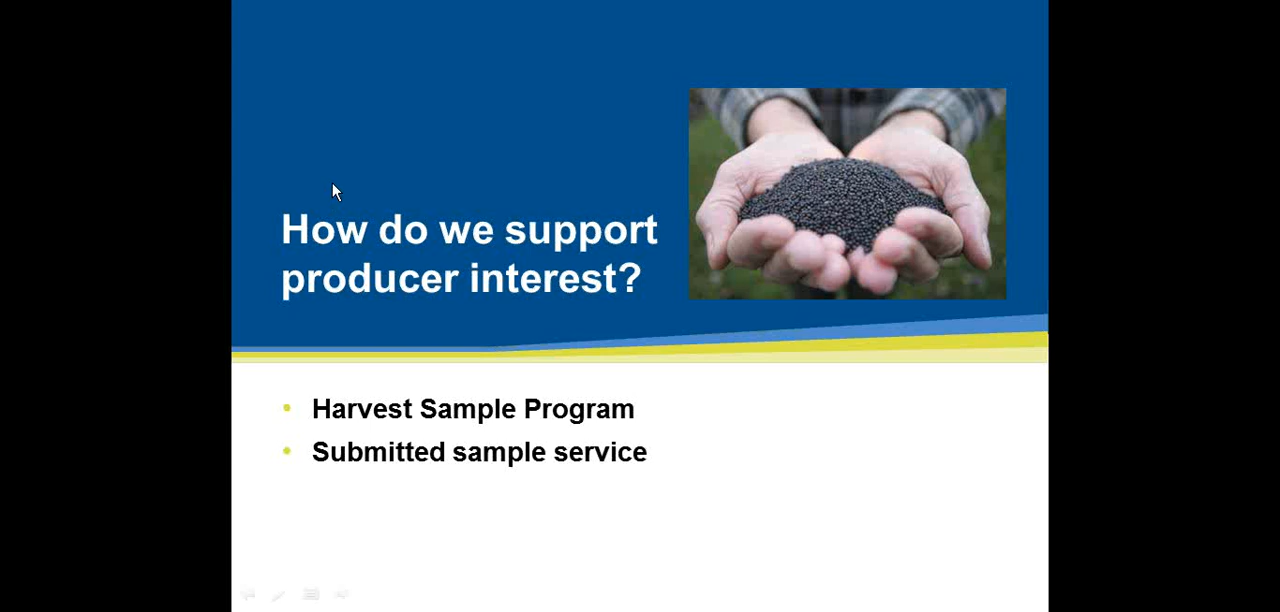 How do we support
producer interest?
• Harvest Sample Program
• Submitted sample service